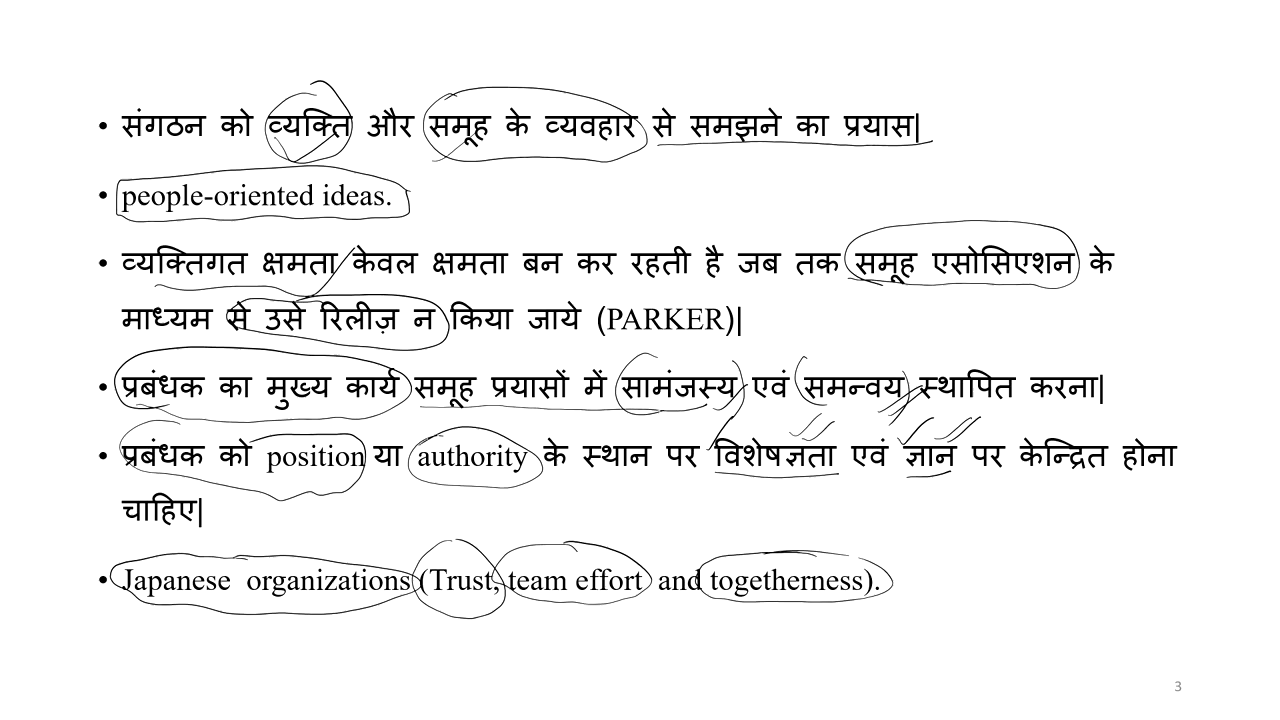 • संगठन को व्यक्ति और समूह के व्यवहार से समझने का प्रयास|
• people-oriented ideas.
• व्यक्तिगत क्षमता केवल क्षमता बन कर रहती है जब तक समूह एसोसिएशन के
माध्यम से उसे रिलीज़ न किया जाये (PARKER)|
• प्रबंधक का मुख्य कार्य समूह प्रयासों में सामंजस्य एवं समन्वय स्थापित करना|
• प्रबंधक को position या authority के स्थान पर विशेषज्ञता एवं ज्ञान पर केन्द्रित होना
चाहिए|
• Japanese organizations (Trust, team effort and togetherness).
3